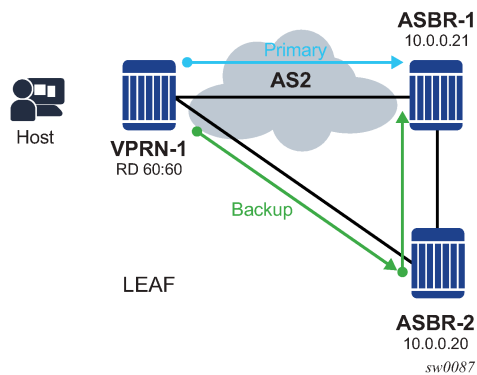 ASBR-1
10.0.0.21
Primary
AS2
Host
VPRN-1
RD 60:60
Backup
LEAF
ASBR-2
10.0.0.20
sw0087